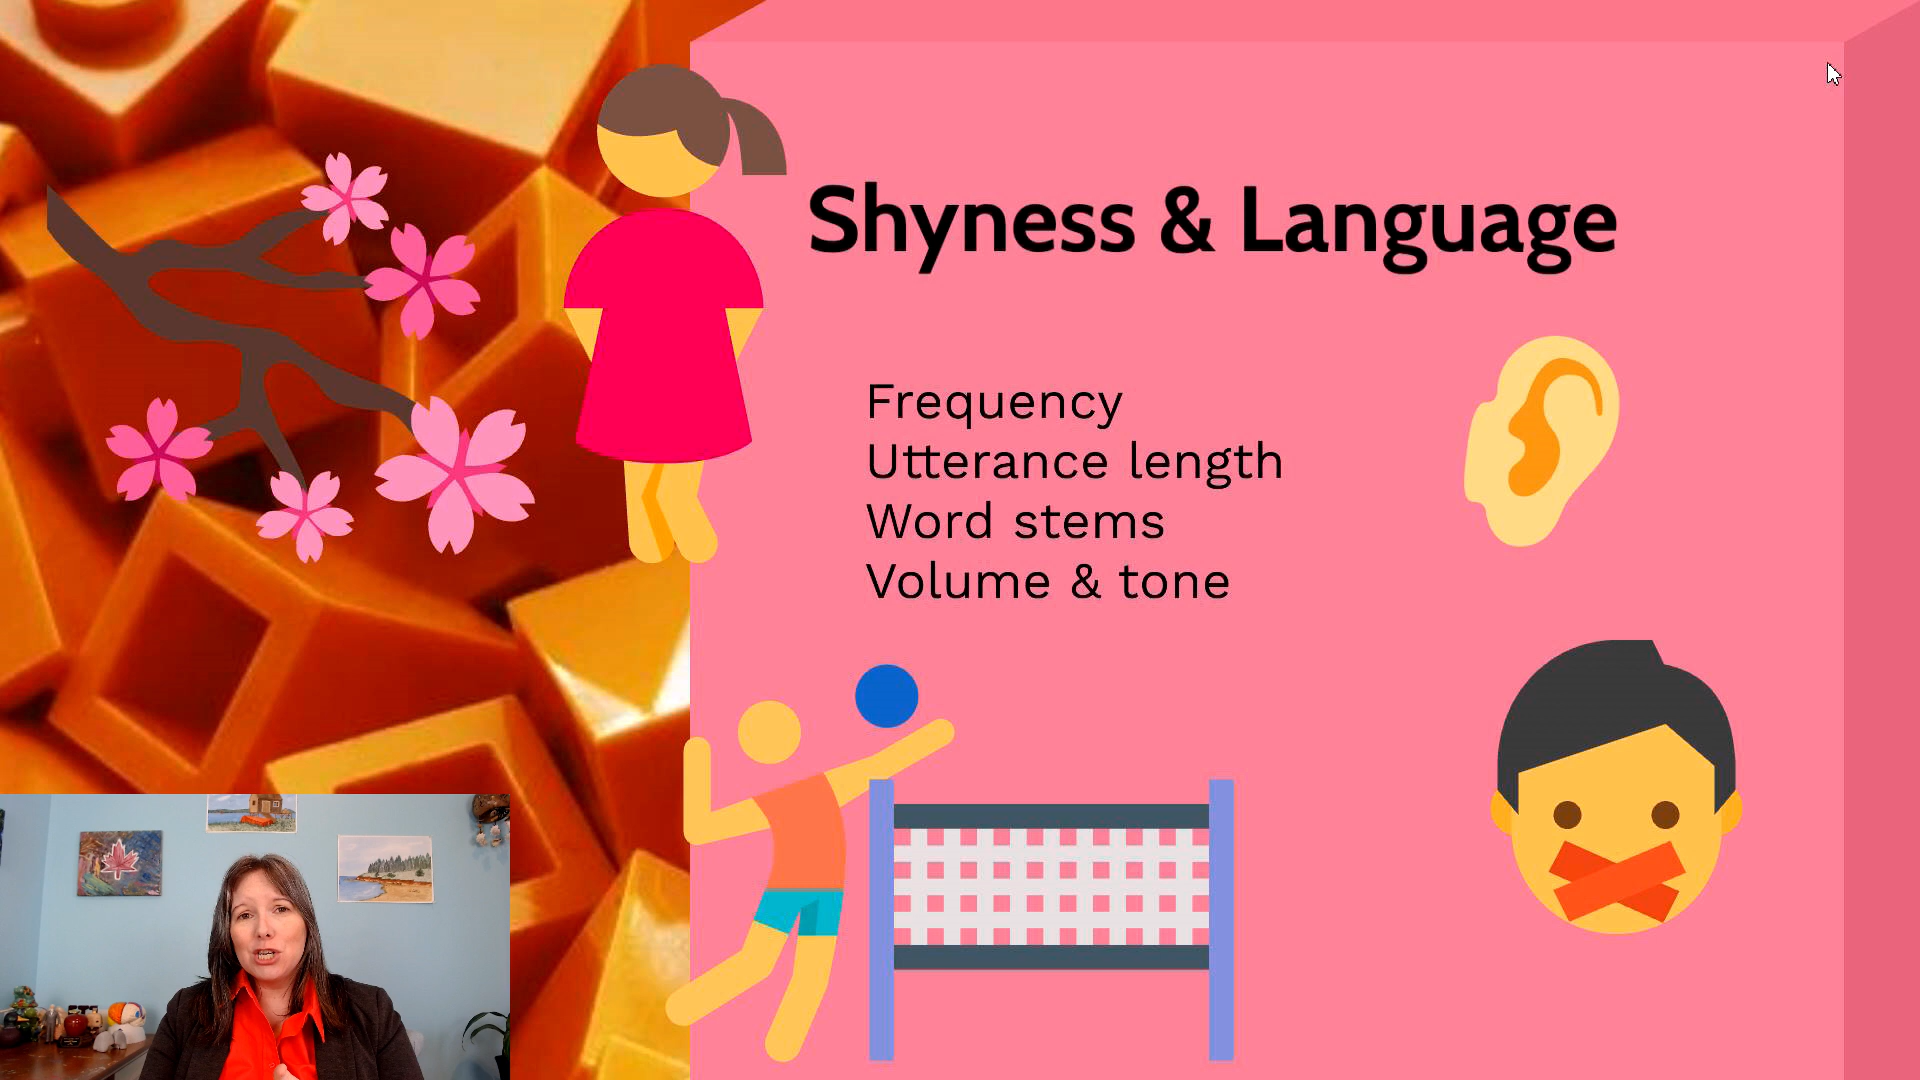 Shyness & Language
Frequency
Utterance length
Word stems
Volume & tone